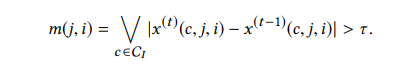 m(j, i) = ⋁_{c∈C_I} |x^{(t)}(c, j, i) − x^{(t−1)}(c, j, i)| > τ.